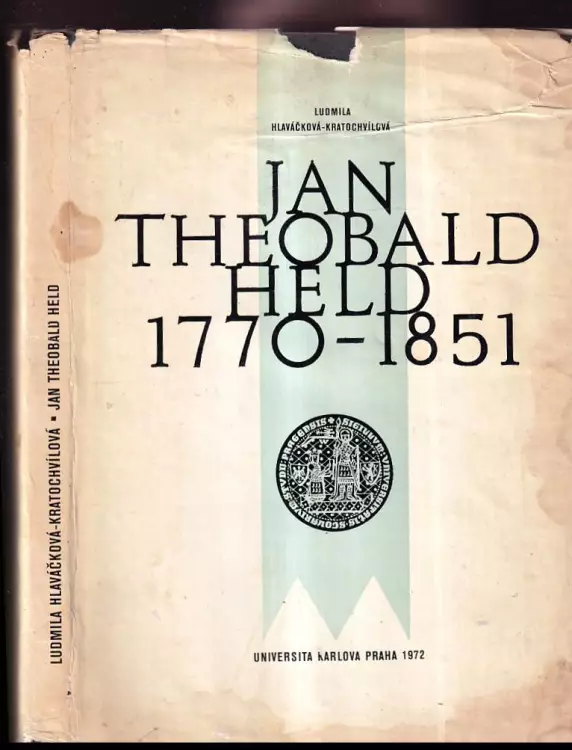 LUDMILA
HLAVÁČKOVÁ-KRATOCHVÍLOVÁ
JAN
THEOBALD
HELD
1770-1851
UNIVERSITA KARLOVA PRAHA 1972
LUDMILA HLAVÁČKOVÁ-KRATOCHVÍLOVÁ ▪ JAN THEOBALD HELD